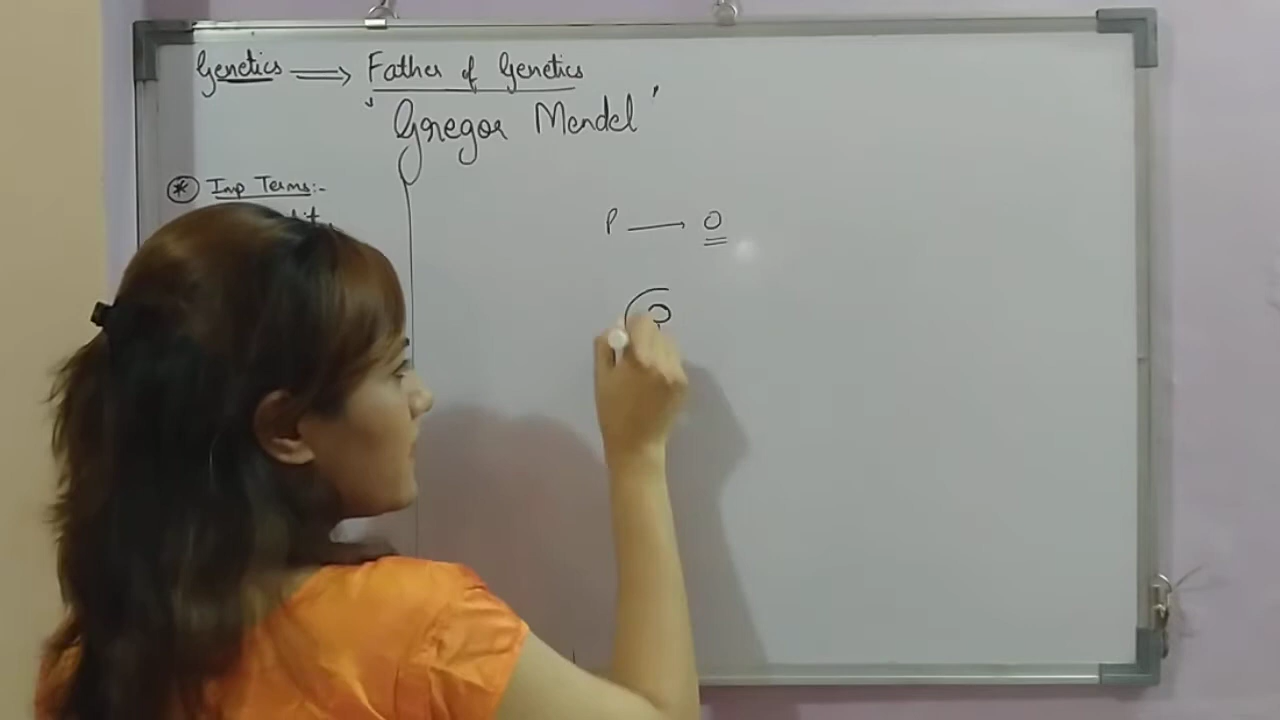 Genetics ⟹ Father of Genetics
' Gregor Mendel '
* Imp Terms:-
P → O